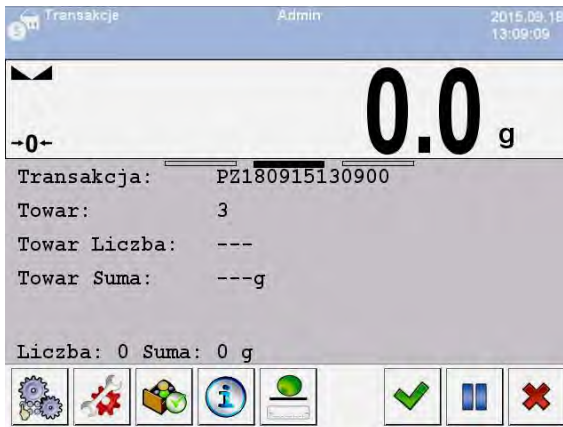 Transakcje Admin 2015.09.18
13:09:09
0.0 g
→0←
Transakcja: PZ180915130900
Towar: 3
Towar Liczba: ---
Towar Suma: ---g
Liczba: 0 Suma: 0 g